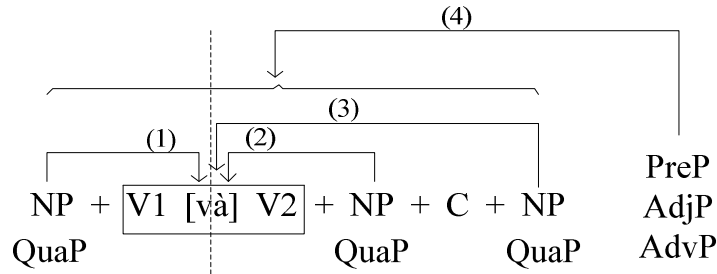 (4)
(3)
(1) (2)
NP + V1 [và] V2 + NP + C + NP
QuaP QuaP QuaP
PreP
AdjP
AdvP